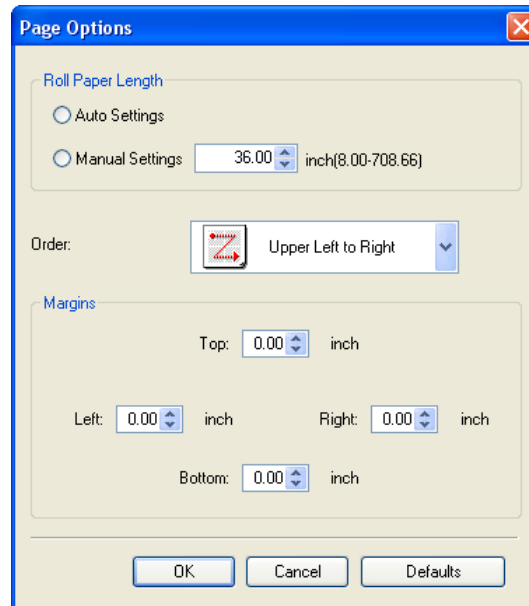 Page Options
Roll Paper Length
Auto Settings
Manual Settings 36.00 inch(8.00-708.66)
Order: Upper Left to Right
Margins
Top: 0.00 inch
Left: 0.00 inch Right: 0.00 inch
Bottom: 0.00 inch
OK Cancel Defaults